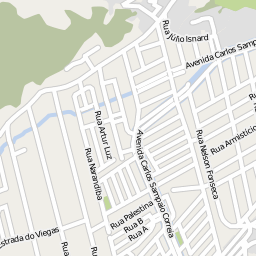 Rua Júlio Isnard
Avenida Carlos Sampaio
Rua Artur Luz
Avenida Carlos Sampaio Correia
Rua Nelson Fonseca
Rua Armistício
Rua Narandiba
Rua Palestina
Rua B
Rua A
Estrada do Viegas